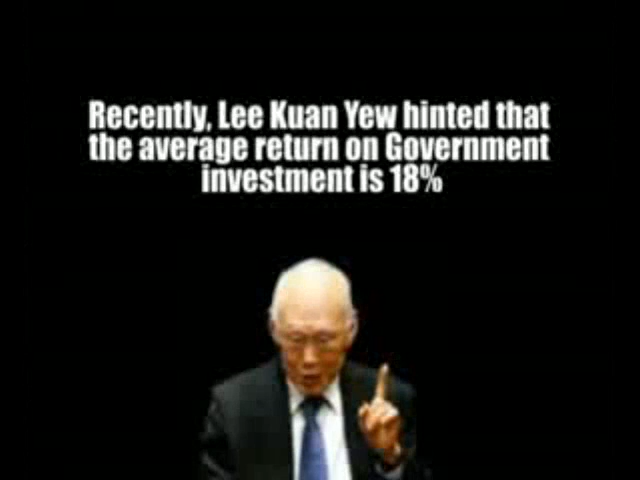 Recently, Lee Kuan Yew hinted that
the average return on Government
investment is 18%